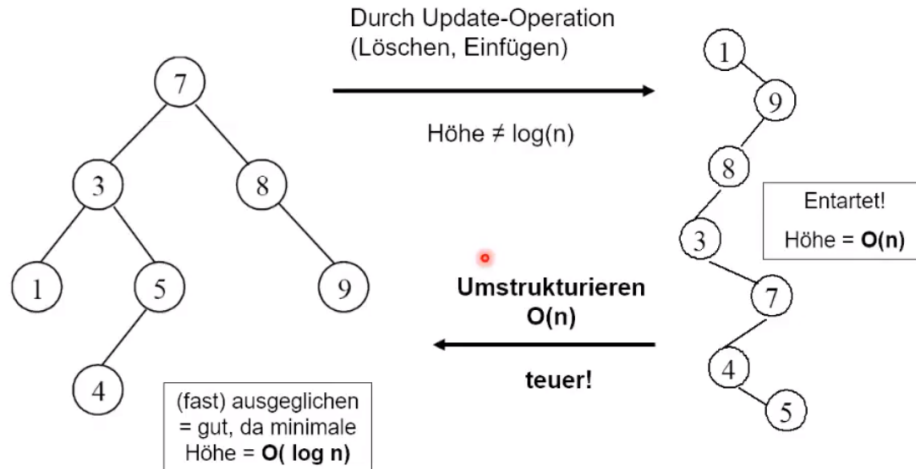 Durch Update-Operation
(Löschen, Einfügen)
Höhe ≠ log(n)
7
3
8
1
5
9
4
(fast) ausgeglichen
= gut, da minimale
Höhe = O( log n)
Umstrukturieren
O(n)
teuer!
1
9
8
3
7
4
5
Entartet!
Höhe = O(n)